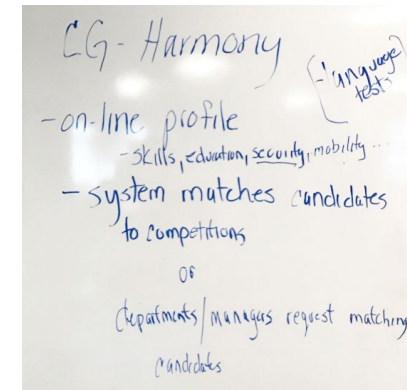 CG - Harmony
- language
tests
- on-line profile
- skills, education, security, mobility ...
- system matches candidates
to competitions
or
departments/managers request matching
candidates